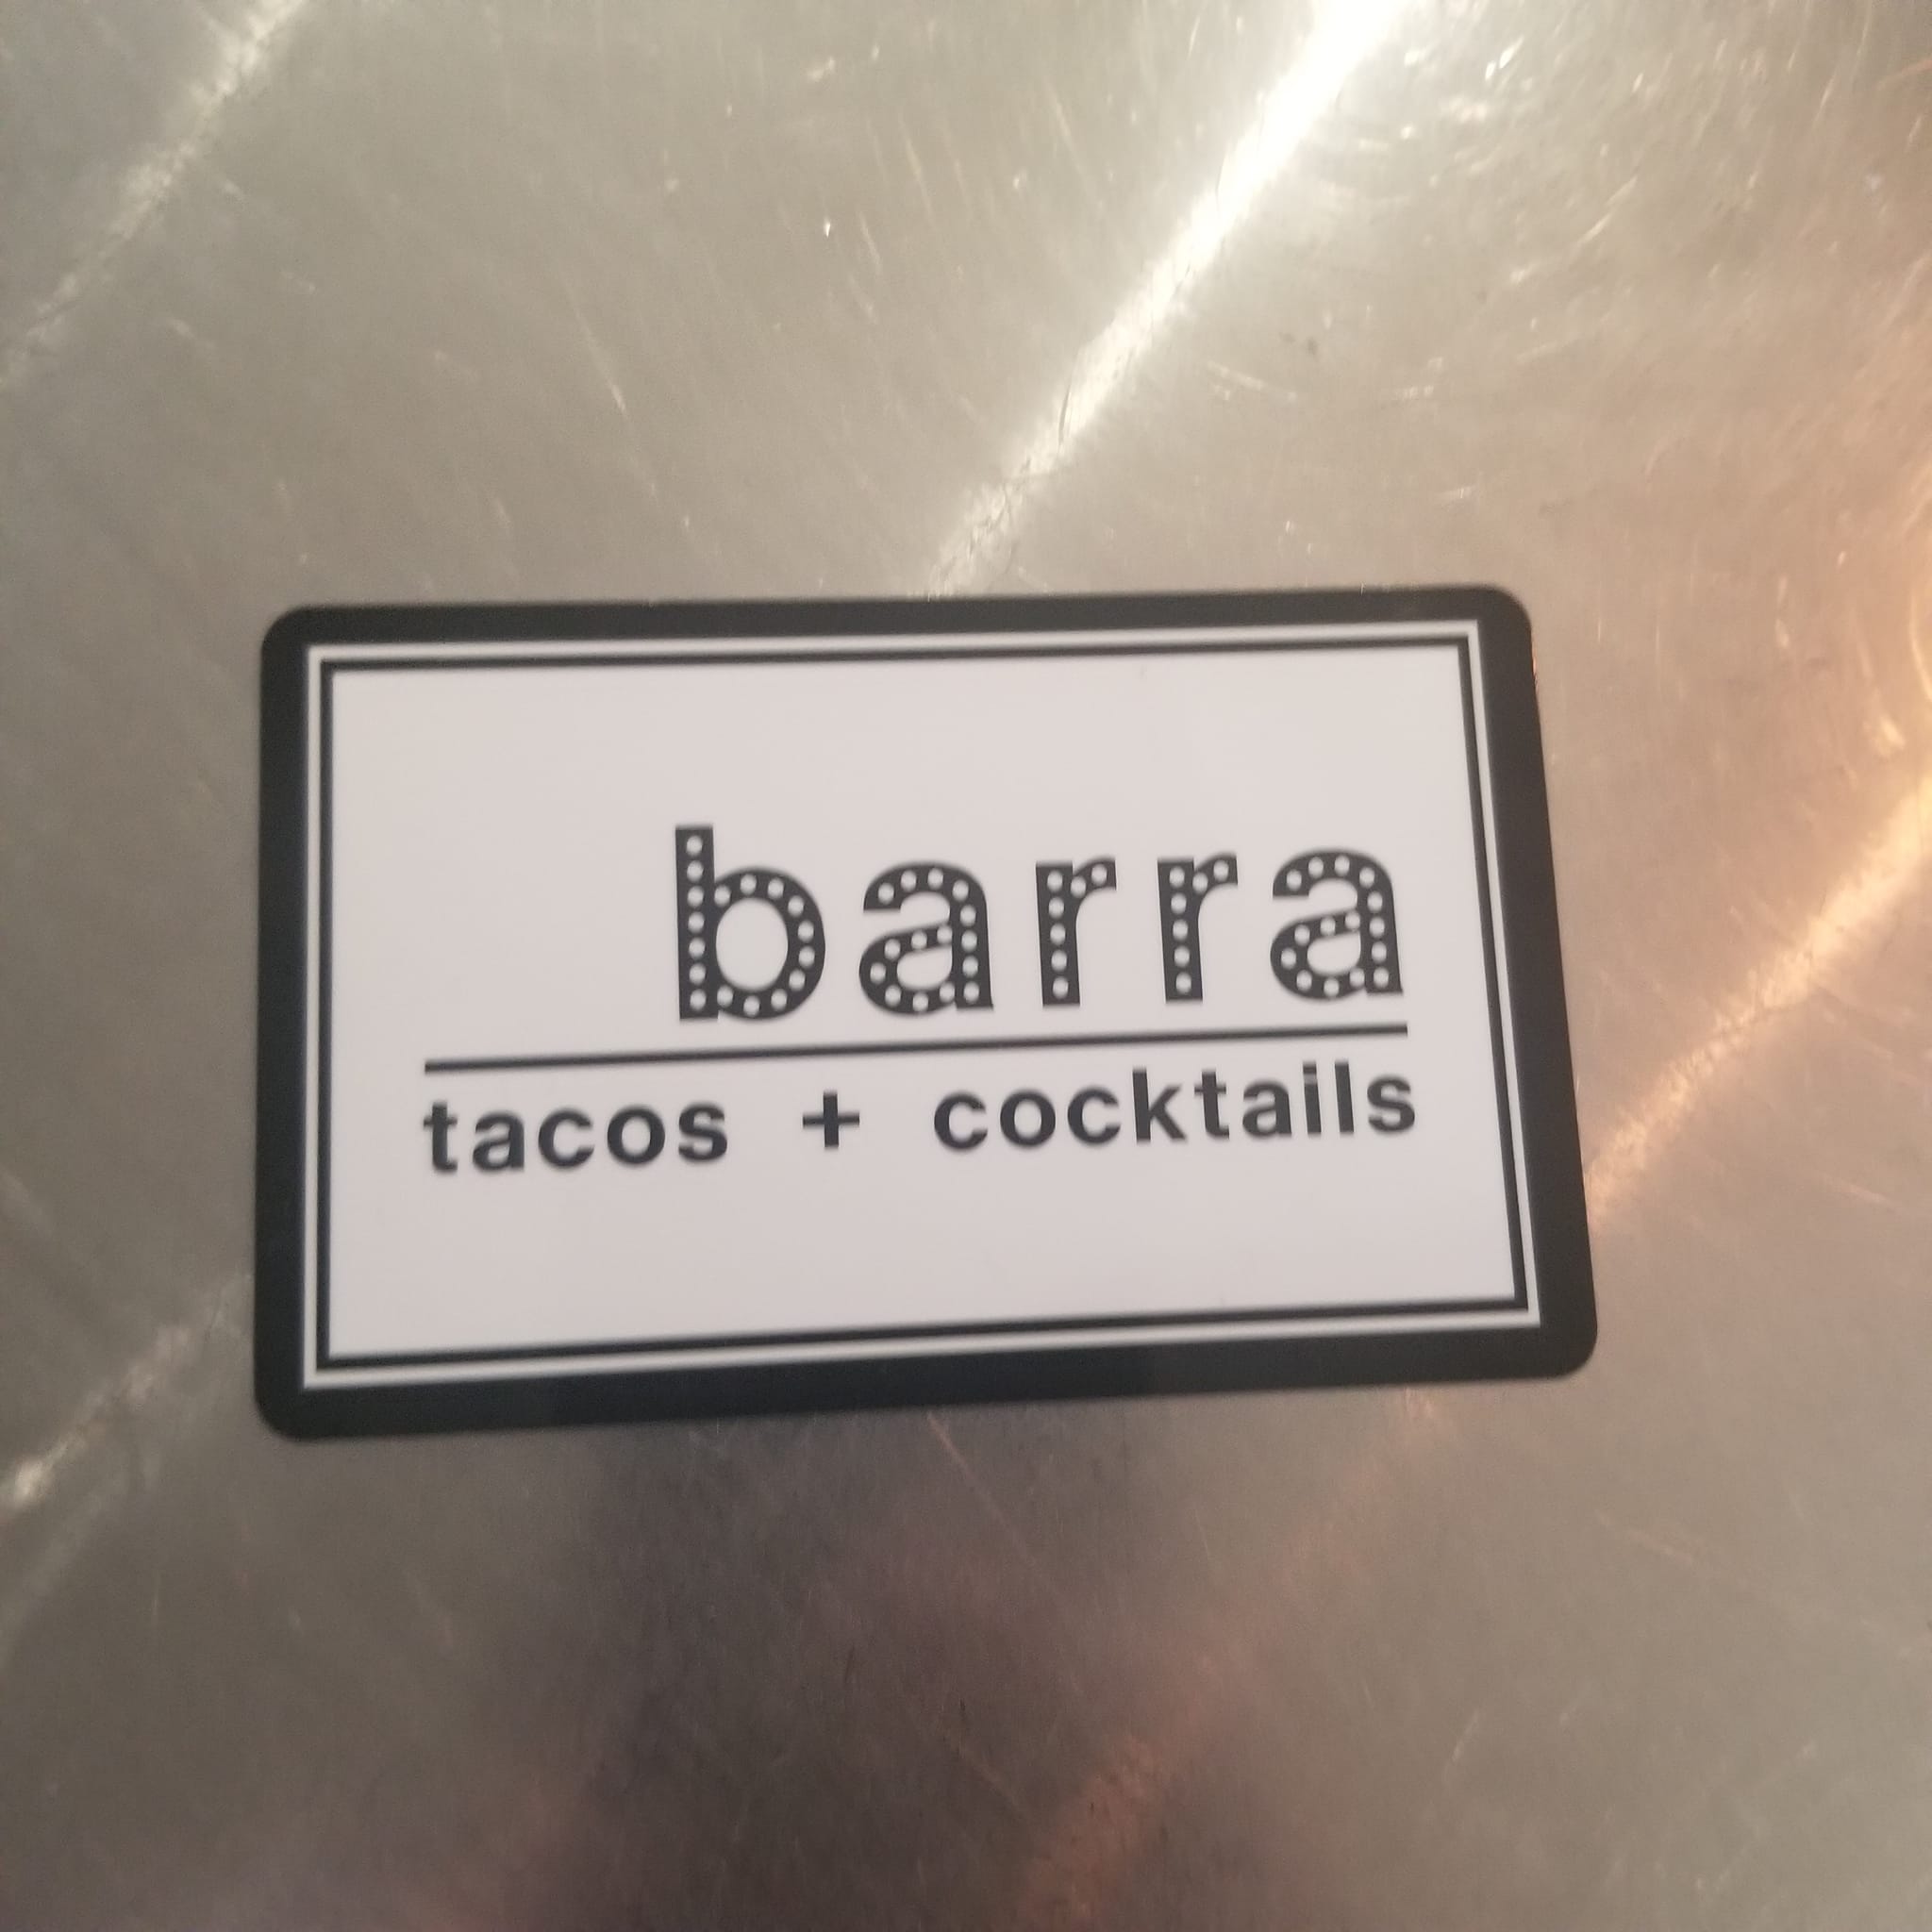 barra
tacos + cocktails